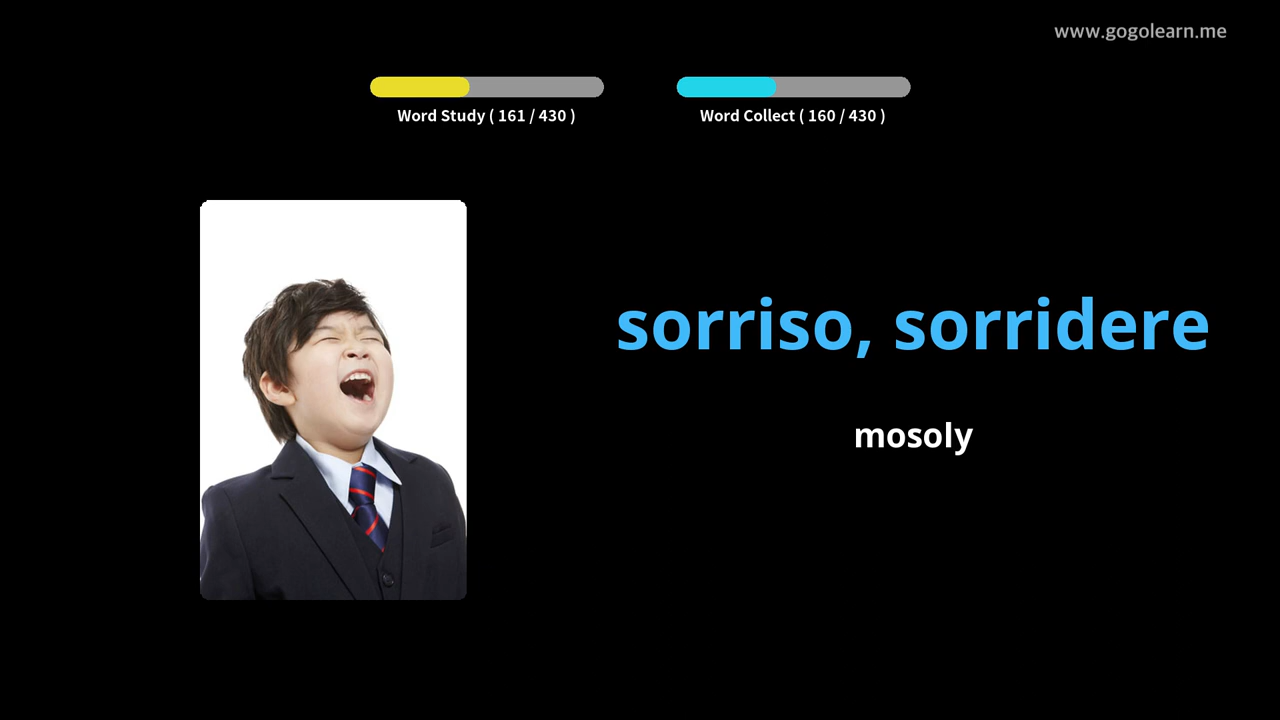 www.gogolearn.me
Word Study ( 161 / 430 )
Word Collect ( 160 / 430 )
sorriso, sorridere
mosoly